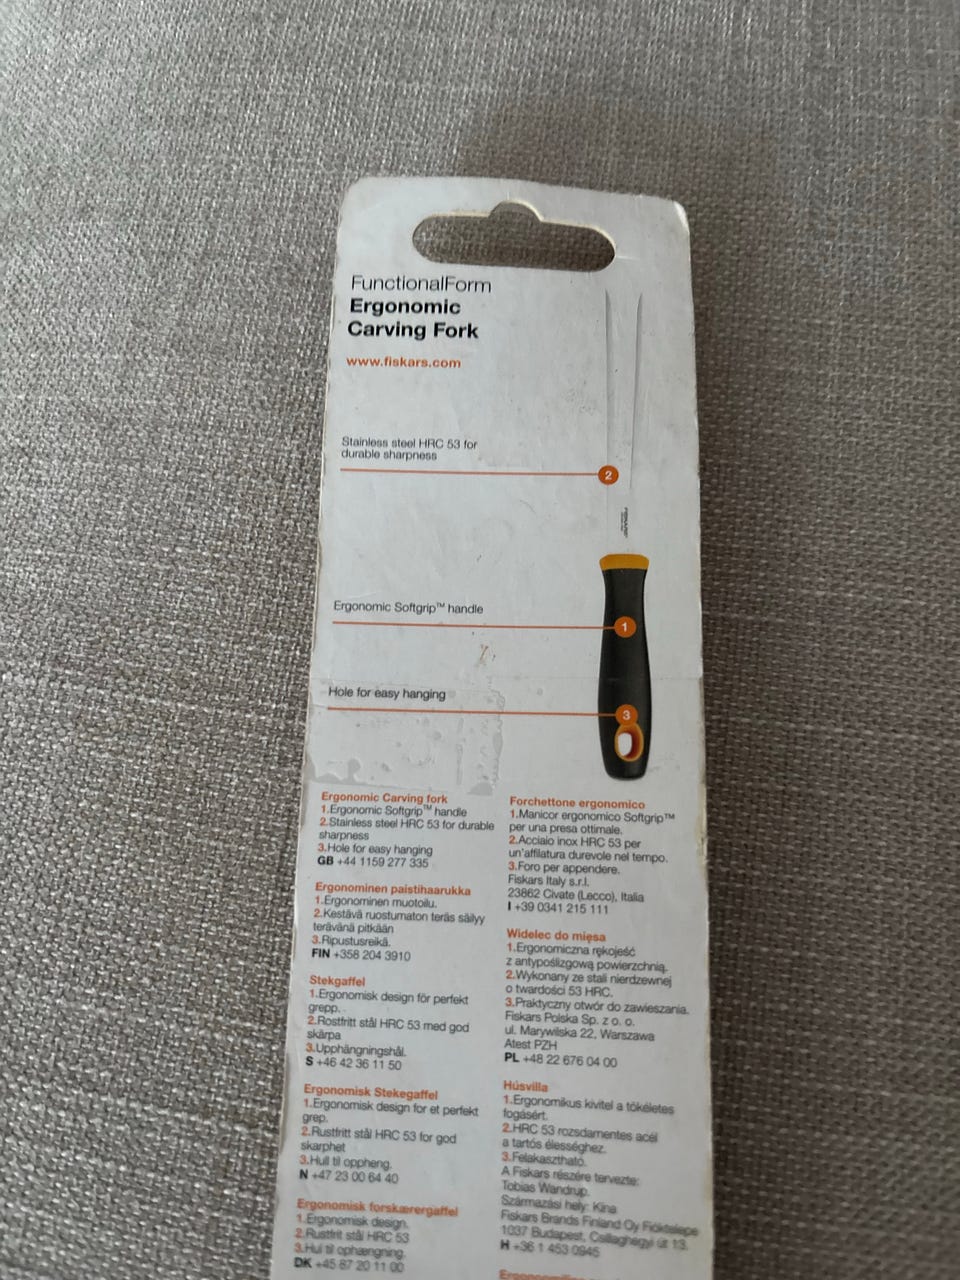 FunctionalForm
Ergonomic
Carving Fork
www.fiskars.com
Stainless steel HRC 53 for
durable sharpness
2
FISKARS
Ergonomic Softgrip™ handle
1
Hole for easy hanging
3
Ergonomic Carving fork
1.Ergonomic Softgrip™ handle
2.Stainless steel HRC 53 for durable
sharpness
3.Hole for easy hanging
GB +44 1159 277 335
Ergonominen paistihaarukka
1.Ergonominen muotoilu.
2.Kestävä ruostumaton teräs säilyy
terävänä pitkään
3.Ripustusreikä.
FIN +358 204 3910
Stekgaffel
1.Ergonomisk design för perfekt
grepp.
2.Rostfritt stål HRC 53 med god
skärpa
3.Upphängningshål.
S +46 42 36 11 50
Ergonomisk Stekegaffel
1.Ergonomisk design for et perfekt
grep.
2.Rustfritt stål HRC 53 for god
skarphet
3.Hull til oppheng.
N +47 23 00 64 40
Ergonomisk forskærergaffel
1.Ergonomisk design.
2.Rustfrit stål HRC 53
3.Hul til ophængning.
DK +45 87 20 11 00
Forchettone ergonomico
1.Manicor ergonomico Softgrip™
per una presa ottimale.
2.Acciaio inox HRC 53 per
un'affilatura durevole nel tempo.
3.Foro per appendere.
Fiskars Italy s.r.l.
23862 Civate (Lecco), Italia
I +39 0341 215 111
Widelec do mięsa
1.Ergonomiczna rękojeść
z antypoślizgową powierzchnią.
2.Wykonany ze stali nierdzewnej
o twardości 53 HRC.
3.Praktyczny otwór do zawieszania.
Fiskars Polska Sp. z o. o.
ul. Marywilska 22, Warszawa
Atest PZH
PL +48 22 676 04 00
Húsvilla
1.Ergonomikus kivitel a tökéletes
fogásért.
2.HRC 53 rozsdamentes acél
a tartós élességhez.
3.Felakasztható.
A Fiskars részére tervezte:
Tobias Wandrup.
Származási hely: Kína
Fiskars Brands Finland Oy Fióktelepe
1037 Budapest, Csillaghegyi út 13.
H +36 1 453 0945